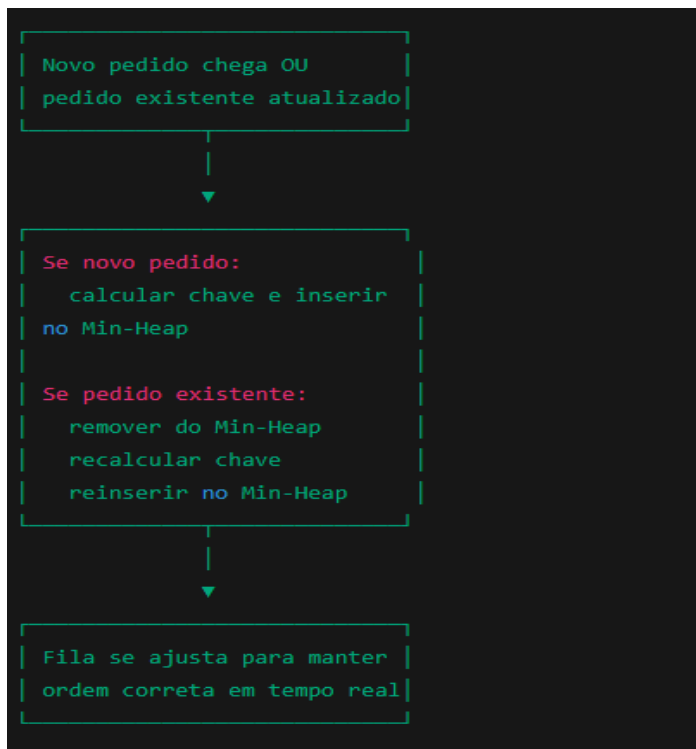 Novo pedido chega OU
pedido existente atualizado
Se novo pedido:
calcular chave e inserir
no Min-Heap
Se pedido existente:
remover do Min-Heap
recalcular chave
reinserir no Min-Heap
Fila se ajusta para manter
ordem correta em tempo real